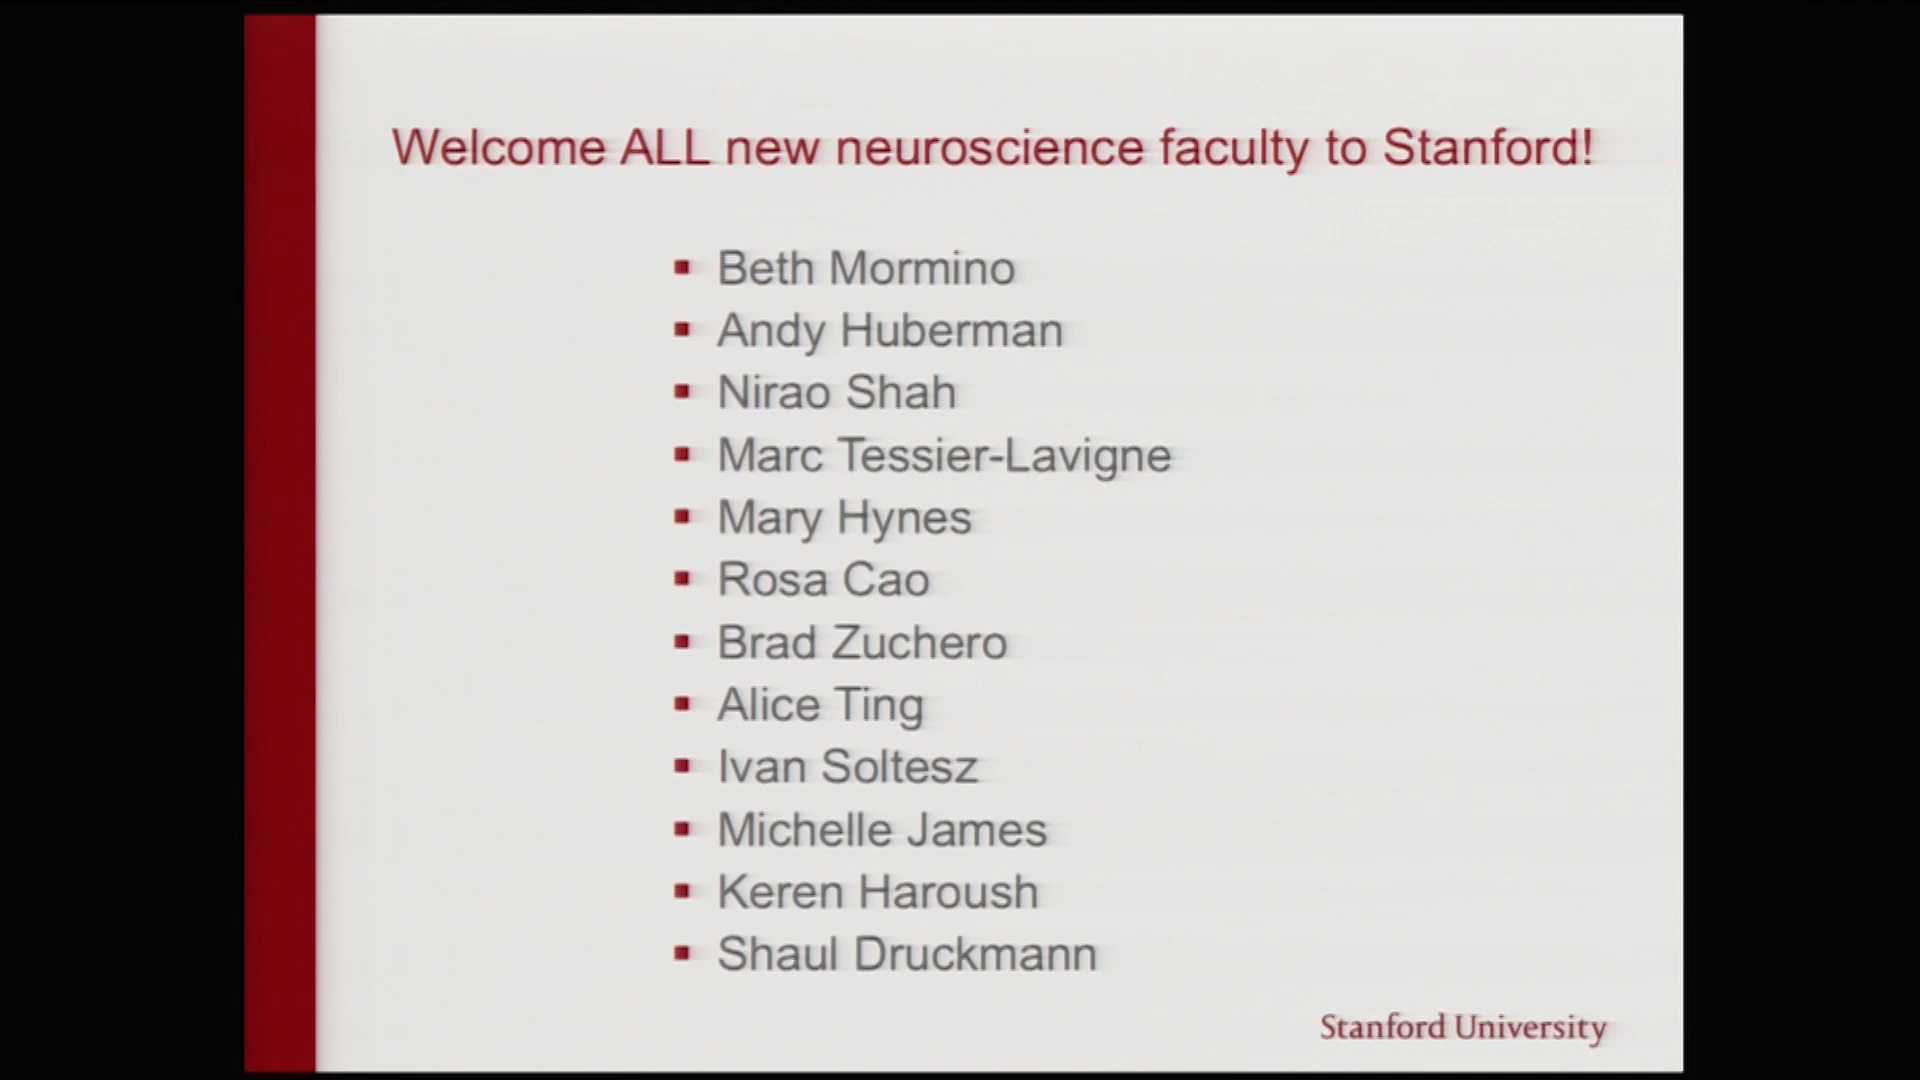 Welcome ALL new neuroscience faculty to Stanford!
Beth Mormino
Andy Huberman
Nirao Shah
Marc Tessier-Lavigne
Mary Hynes
Rosa Cao
Brad Zuchero
Alice Ting
Ivan Soltesz
Michelle James
Keren Haroush
Shaul Druckmann
Stanford University